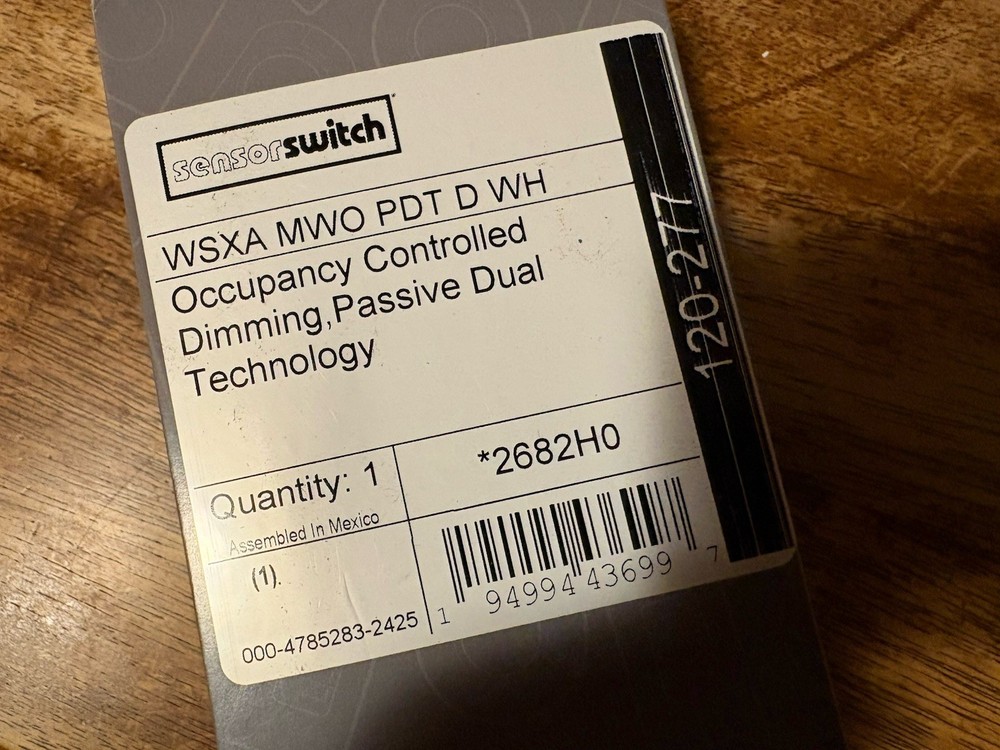 sensorswitch
WSXA MWO PDT D WH
Occupancy Controlled
Dimming,Passive Dual
Technology
120-277
Quantity: 1
*2682H0
Assembled In Mexico
(1).
000-4785283-2425
1 94994 43699 7